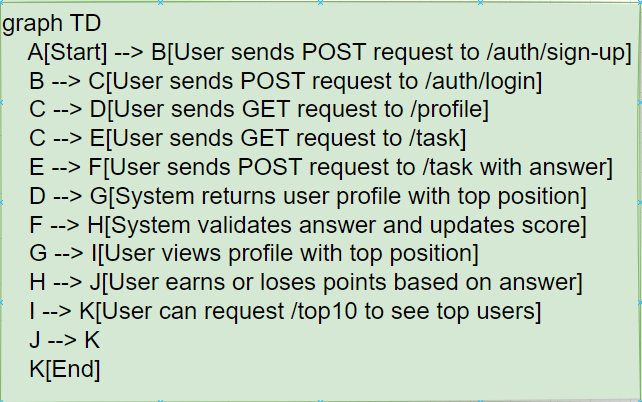 graph TD
A[Start] --> B[User sends POST request to /auth/sign-up]
B --> C[User sends POST request to /auth/login]
C --> D[User sends GET request to /profile]
C --> E[User sends GET request to /task]
E --> F[User sends POST request to /task with answer]
D --> G[System returns user profile with top position]
F --> H[System validates answer and updates score]
G --> I[User views profile with top position]
H --> J[User earns or loses points based on answer]
I --> K[User can request /top10 to see top users]
J --> K
K[End]